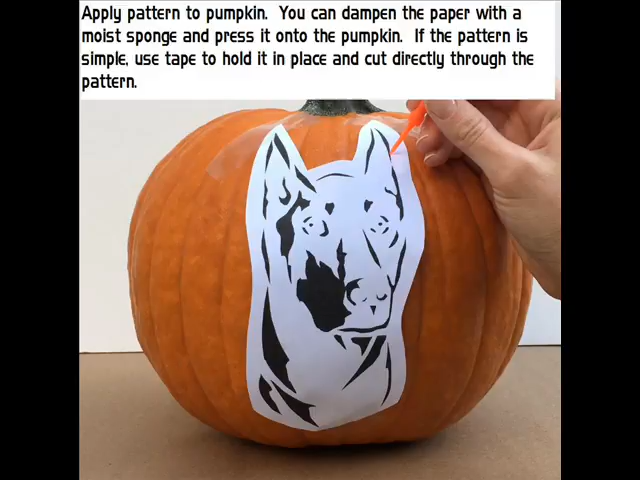 Apply pattern to pumpkin. You can dampen the paper with a
moist sponge and press it onto the pumpkin. If the pattern is
simple, use tape to hold it in place and cut directly through the
pattern.